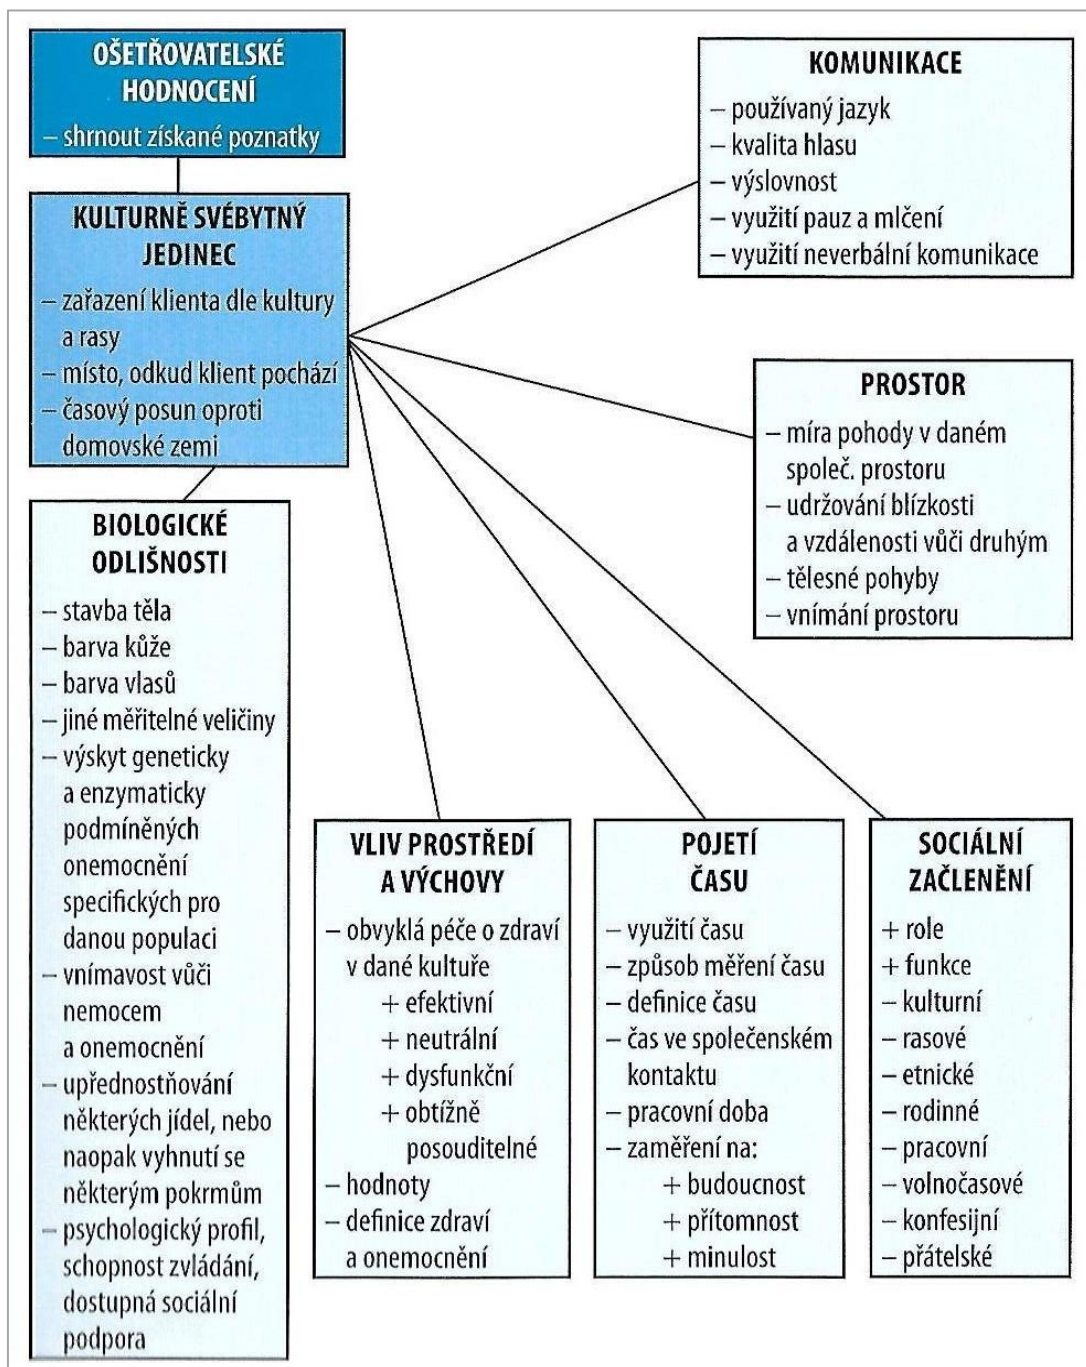 OŠETŘOVATELSKÉ
HODNOCENÍ
– shrnout získané poznatky
KULTURNĚ SVÉBYTNÝ
JEDINEC
– zařazení klienta dle kultury
a rasy
– místo, odkud klient pochází
– časový posun oproti
domovské zemi
BIOLOGICKÉ
ODLIŠNOSTI
– stavba těla
– barva kůže
– barva vlasů
– jiné měřitelné veličiny
– výskyt geneticky
a enzymaticky
podmíněných
onemocnění
specifických pro
danou populaci
– vnímavost vůči
nemocem
a onemocnění
– upřednostňování
některých jídel, nebo
naopak vyhnutí se
některým pokrmům
– psychologický profil,
schopnost zvládání,
dostupná sociální
podpora
KOMUNIKACE
– používaný jazyk
– kvalita hlasu
– výslovnost
– využití pauz a mlčení
– využití neverbální komunikace
PROSTOR
– míra pohody v daném
společ. prostoru
– udržování blízkosti
a vzdálenosti vůči druhým
– tělesné pohyby
– vnímání prostoru
VLIV PROSTŘEDÍ
A VÝCHOVY
– obvyklá péče o zdraví
v dané kultuře
+ efektivní
+ neutrální
+ dysfunkční
+ obtížně
posouditelné
– hodnoty
– definice zdraví
a onemocnění
POJETÍ
ČASU
– využití času
– způsob měření času
– definice času
– čas ve společenském
kontaktu
– pracovní doba
– zaměření na:
+ budoucnost
+ přítomnost
+ minulost
SOCIÁLNÍ
ZAČLENĚNÍ
+ role
+ funkce
– kulturní
– rasové
– etnické
– rodinné
– pracovní
– volnočasové
– konfesijní
– přátelské